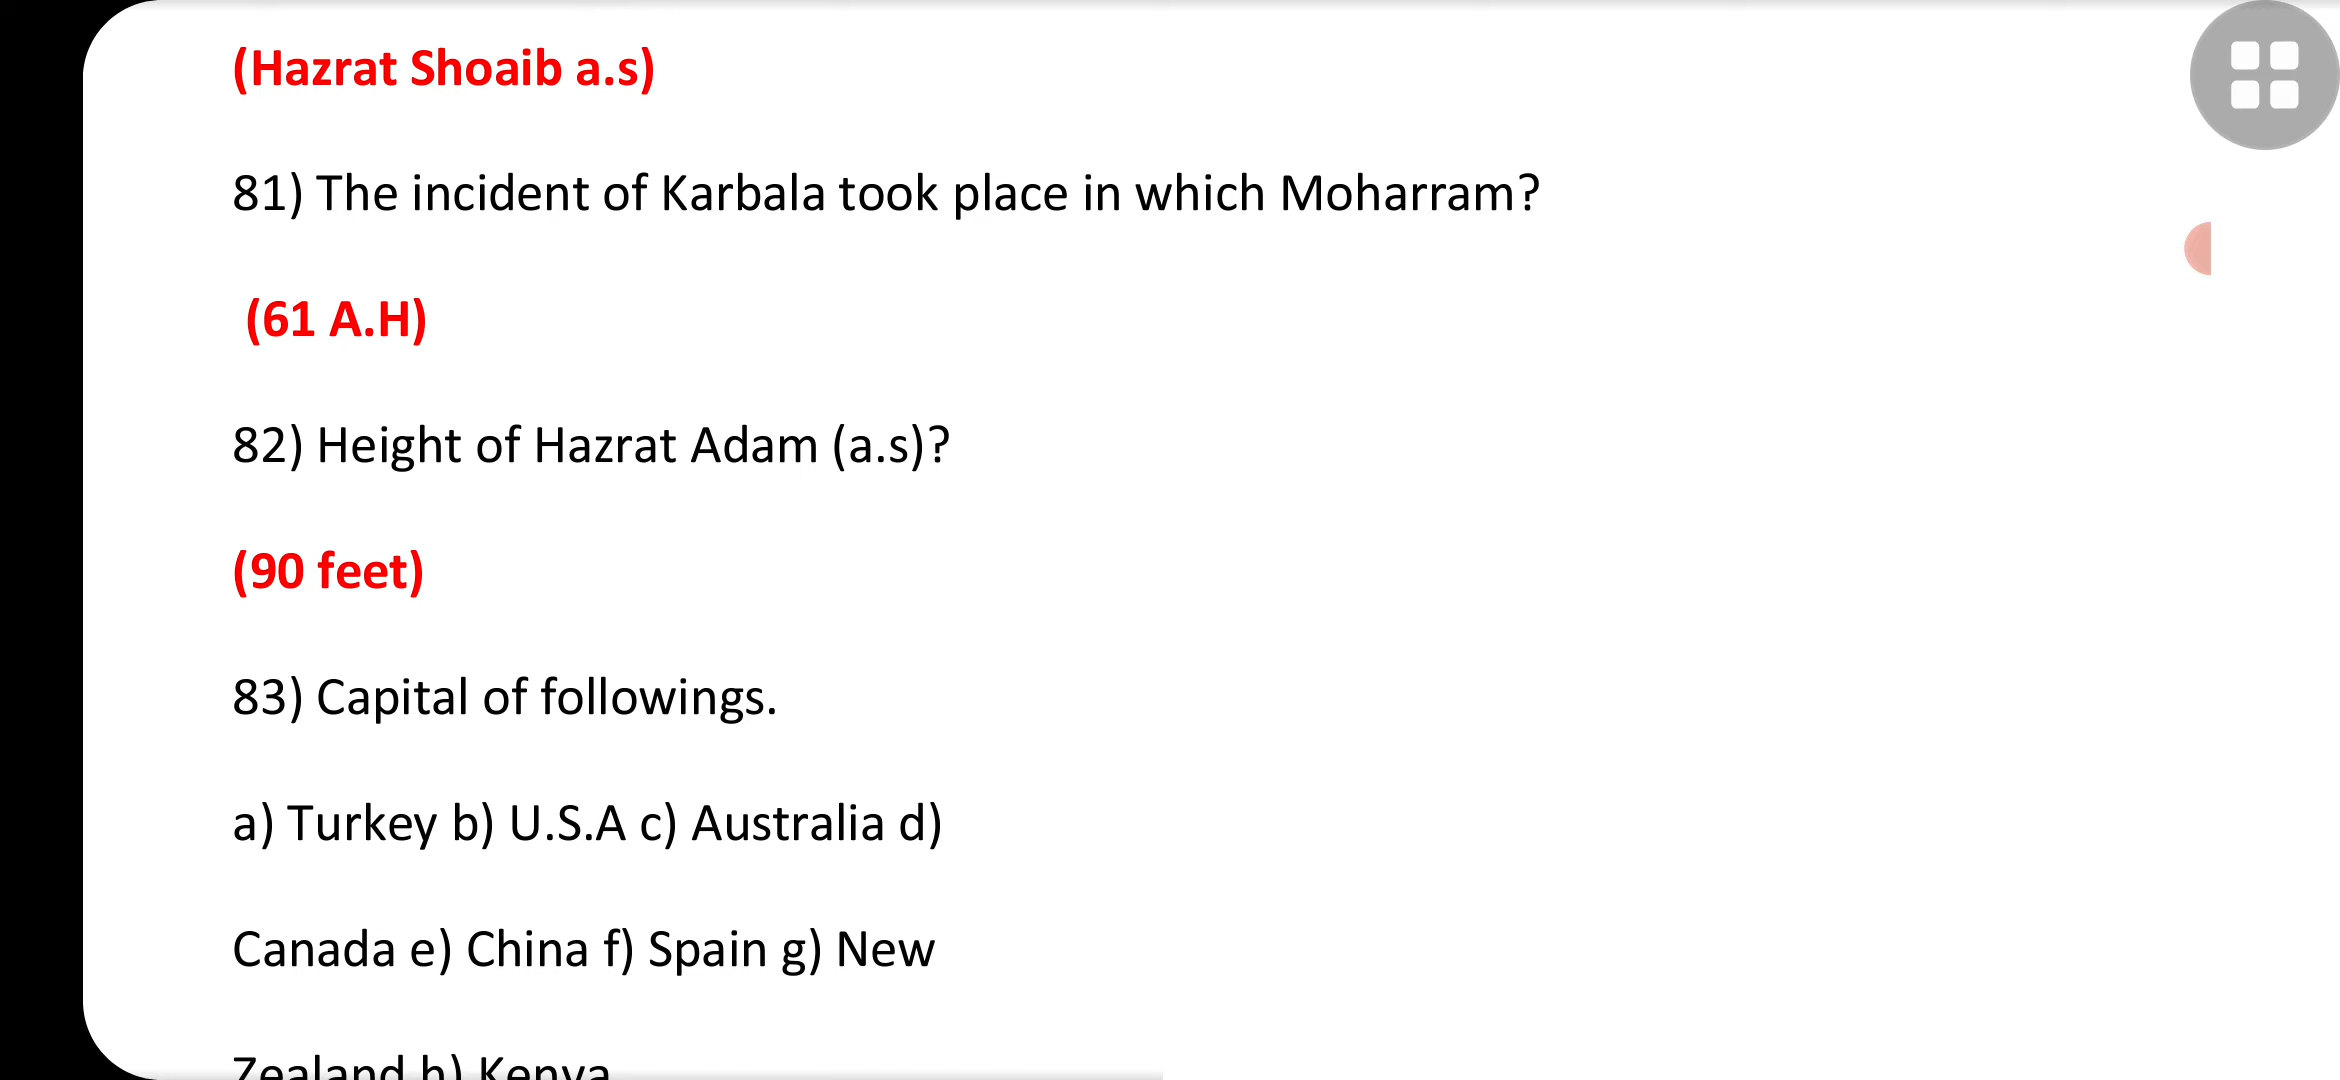 (Hazrat Shoaib a.s)
81) The incident of Karbala took place in which Moharram?
(61 A.H)
82) Height of Hazrat Adam (a.s)?
(90 feet)
83) Capital of followings.
a) Turkey b) U.S.A c) Australia d)
Canada e) China f) Spain g) New
Zealand h) Kenya